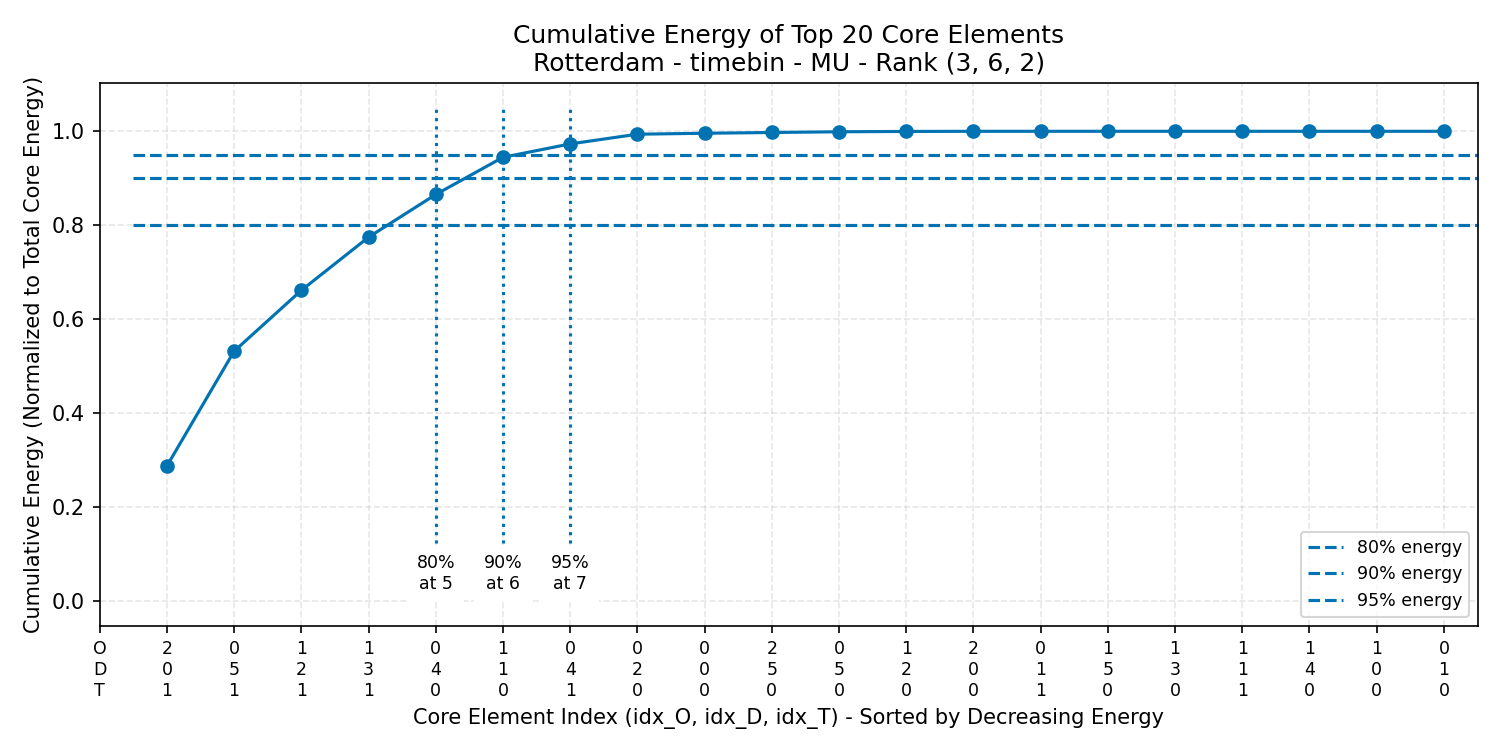 Cumulative Energy of Top 20 Core Elements
Rotterdam - timebin - MU - Rank (3, 6, 2)
Cumulative Energy (Normalized to Total Core Energy)
1.0
0.8
0.6
0.4
0.2
0.0
80% at 5
90% at 6
95% at 7
80% energy
90% energy
95% energy
O 2 0 1 1 0 1 0 0 0 2 0 1 2 0 1 1 1 1 1 0
D 0 5 2 3 4 1 4 2 0 5 5 2 0 1 5 3 1 4 0 1
T 1 1 1 1 0 0 1 0 0 0 0 0 0 1 0 0 1 0 0 0
Core Element Index (idx_O, idx_D, idx_T) - Sorted by Decreasing Energy